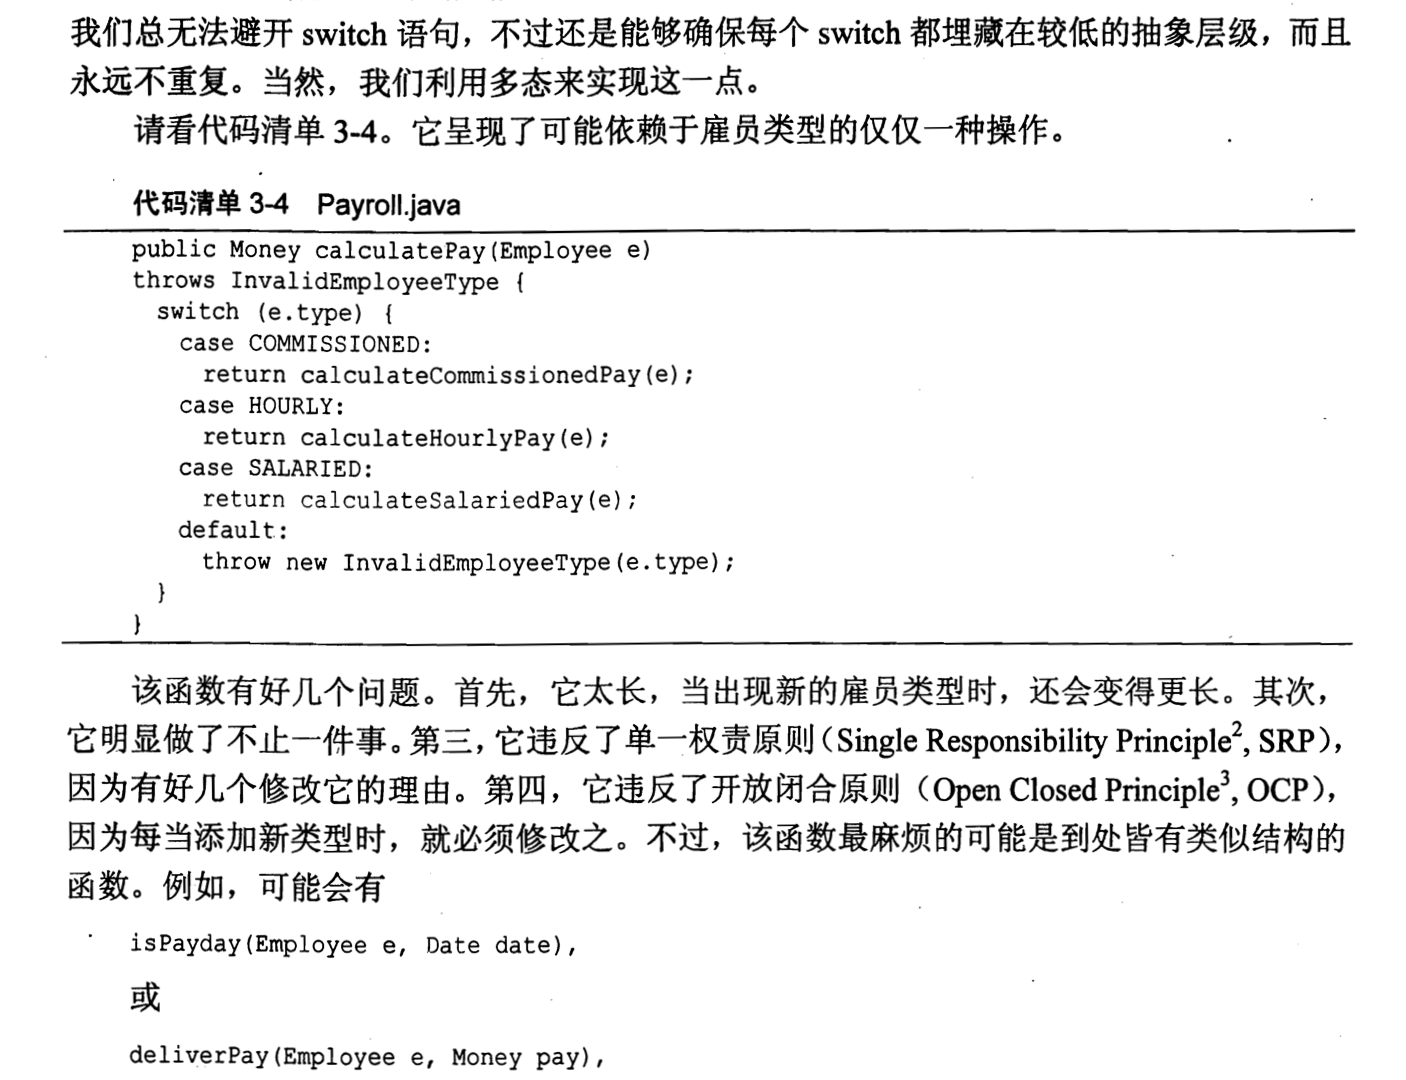 我们总无法避开 switch 语句，不过还是能够确保每个 switch 都埋藏在较低的抽象层级，而且
永远不重复。当然，我们利用多态来实现这一点。
请看代码清单 3-4。它呈现了可能依赖于雇员类型的仅仅一种操作。
代码清单 3-4 Payroll.java
public Money calculatePay(Employee e)
throws InvalidEmployeeType {
switch (e.type) {
case COMMISSIONED:
return calculateCommissionedPay(e);
case HOURLY:
return calculateHourlyPay(e);
case SALARIED:
return calculateSalariedPay(e);
default:
throw new InvalidEmployeeType(e.type);
}
}
该函数有好几个问题。首先，它太长，当出现新的雇员类型时，还会变得更长。其次，
它明显做了不止一件事。第三，它违反了单一权责原则（Single Responsibility Principle², SRP），
因为有好几个修改它的理由。第四，它违反了开放闭合原则（Open Closed Principle³, OCP），
因为每当添加新类型时，就必须修改之。不过，该函数最麻烦的可能是到处皆有类似结构的
函数。例如，可能会有
isPayday(Employee e, Date date),
或
deliverPay(Employee e, Money pay),